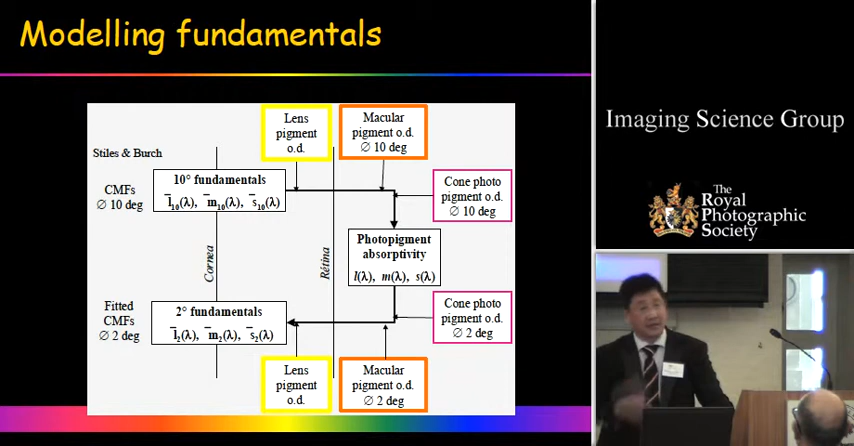 Modelling fundamentals
Lens
pigment
o.d.
Macular
pigment o.d.
∅ 10 deg
Stiles & Burch
CMFs
∅ 10 deg
10° fundamentals
l̅₁₀(λ), m̅₁₀(λ), s̅₁₀(λ)
Cone photo
pigment o.d.
∅ 10 deg
Cornea
Rétina
Photopigment
absorptivity
l(λ), m(λ), s(λ)
Fitted
CMFs
∅ 2 deg
2° fundamentals
l̅₂(λ), m̅₂(λ), s̅₂(λ)
Cone photo
pigment o.d.
∅ 2 deg
Lens
pigment
o.d.
Macular
pigment o.d.
∅ 2 deg
Imaging Science Group
The
Royal
Photographic
Society